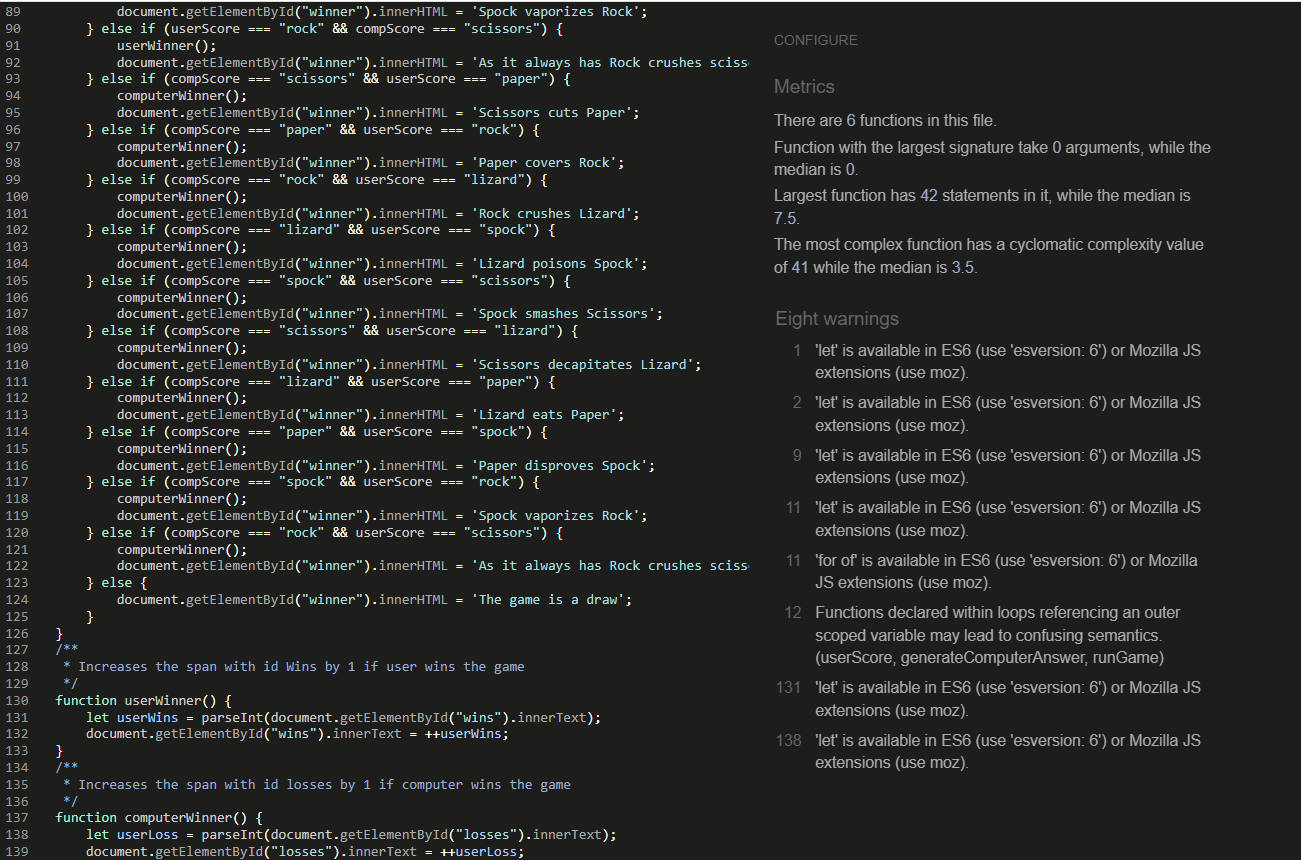 89 document.getElementById("winner").innerHTML = 'Spock vaporizes Rock';
90 } else if (userScore === "rock" && compScore === "scissors") {
91 userWinner();
92 document.getElementById("winner").innerHTML = 'As it always has Rock crushes sciss
93 } else if (compScore === "scissors" && userScore === "paper") {
94 computerWinner();
95 document.getElementById("winner").innerHTML = 'Scissors cuts Paper';
96 } else if (compScore === "paper" && userScore === "rock") {
97 computerWinner();
98 document.getElementById("winner").innerHTML = 'Paper covers Rock';
99 } else if (compScore === "rock" && userScore === "lizard") {
100 computerWinner();
101 document.getElementById("winner").innerHTML = 'Rock crushes Lizard';
102 } else if (compScore === "lizard" && userScore === "spock") {
103 computerWinner();
104 document.getElementById("winner").innerHTML = 'Lizard poisons Spock';
105 } else if (compScore === "spock" && userScore === "scissors") {
106 computerWinner();
107 document.getElementById("winner").innerHTML = 'Spock smashes Scissors';
108 } else if (compScore === "scissors" && userScore === "lizard") {
109 computerWinner();
110 document.getElementById("winner").innerHTML = 'Scissors decapitates Lizard';
111 } else if (compScore === "lizard" && userScore === "paper") {
112 computerWinner();
113 document.getElementById("winner").innerHTML = 'Lizard eats Paper';
114 } else if (compScore === "paper" && userScore === "spock") {
115 computerWinner();
116 document.getElementById("winner").innerHTML = 'Paper disproves Spock';
117 } else if (compScore === "spock" && userScore === "rock") {
118 computerWinner();
119 document.getElementById("winner").innerHTML = 'Spock vaporizes Rock';
120 } else if (compScore === "rock" && userScore === "scissors") {
121 computerWinner();
122 document.getElementById("winner").innerHTML = 'As it always has Rock crushes sciss
123 } else {
124 document.getElementById("winner").innerHTML = 'The game is a draw';
125 }
126 }
127 /**
128 * Increases the span with id Wins by 1 if user wins the game
129 */
130 function userWinner() {
131 let userWins = parseInt(document.getElementById("wins").innerText);
132 document.getElementById("wins").innerText = ++userWins;
133 }
134 /**
135 * Increases the span with id losses by 1 if computer wins the game
136 */
137 function computerWinner() {
138 let userLoss = parseInt(document.getElementById("losses").innerText);
139 document.getElementById("losses").innerText = ++userLoss;
CONFIGURE
Metrics
There are 6 functions in this file.
Function with the largest signature take 0 arguments, while the
median is 0.
Largest function has 42 statements in it, while the median is
7.5.
The most complex function has a cyclomatic complexity value
of 41 while the median is 3.5.
Eight warnings
1 'let' is available in ES6 (use 'esversion: 6') or Mozilla JS
extensions (use moz).
2 'let' is available in ES6 (use 'esversion: 6') or Mozilla JS
extensions (use moz).
9 'let' is available in ES6 (use 'esversion: 6') or Mozilla JS
extensions (use moz).
11 'let' is available in ES6 (use 'esversion: 6') or Mozilla JS
extensions (use moz).
11 'for of' is available in ES6 (use 'esversion: 6') or Mozilla
JS extensions (use moz).
12 Functions declared within loops referencing an outer
scoped variable may lead to confusing semantics.
(userScore, generateComputerAnswer, runGame)
131 'let' is available in ES6 (use 'esversion: 6') or Mozilla JS
extensions (use moz).
138 'let' is available in ES6 (use 'esversion: 6') or Mozilla JS
extensions (use moz).